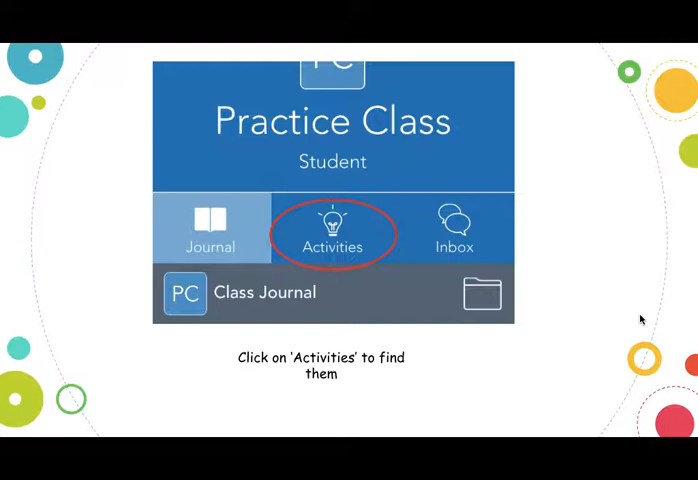 PC
Practice Class
Student
Journal
Activities
Inbox
PC
Class Journal
Click on ‘Activities’ to find
them